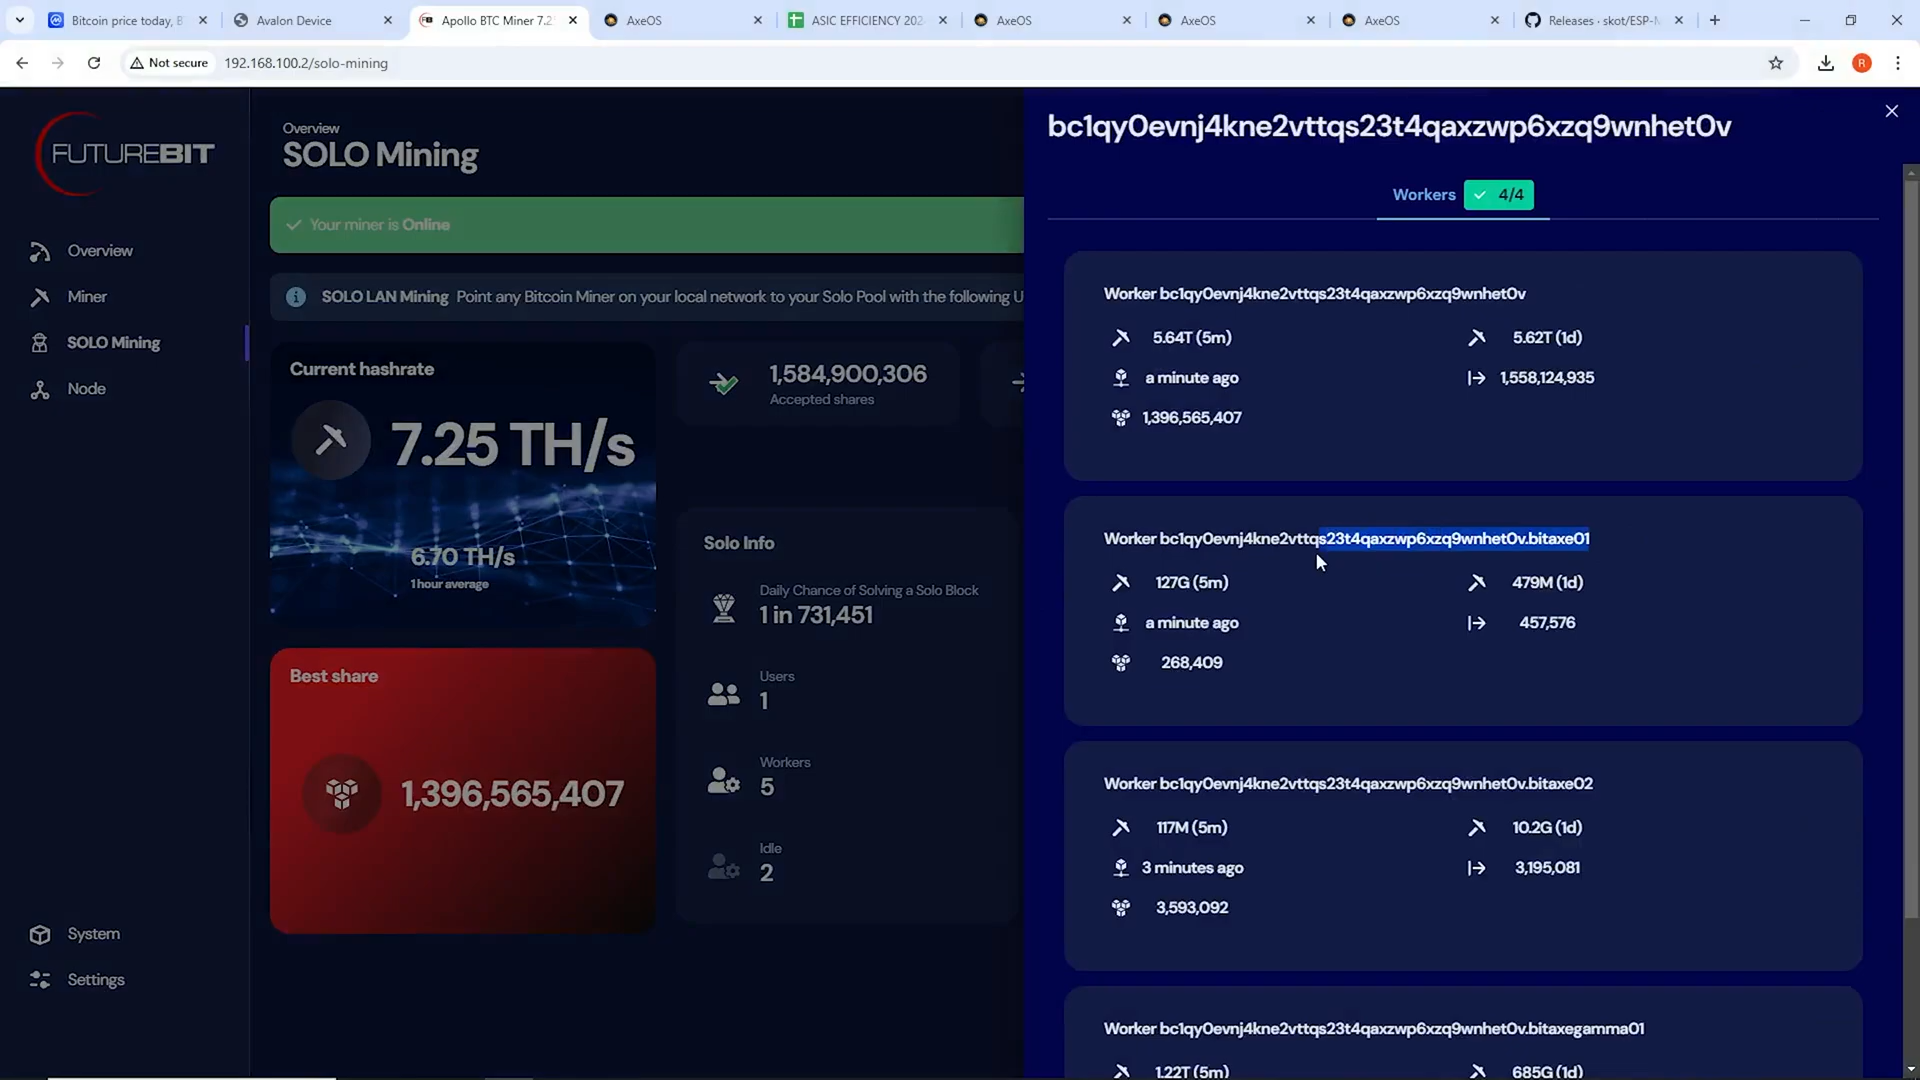 Bitcoin price today, B
Avalon Device
Apollo BTC Miner 7.2
AxeOS
ASIC EFFICIENCY 202
AxeOS
AxeOS
AxeOS
Releases · skot/ESP-M
Not secure
192.168.100.2/solo-mining
R
FUTUREBIT
Overview
Miner
SOLO Mining
Node
System
Settings
Overview
SOLO Mining
Your miner is Online
SOLO LAN Mining Point any Bitcoin Miner on your local network to your Solo Pool with the following U
Current hashrate
7.25 TH/s
6.70 TH/s
1 hour average
Best share
1,396,565,407
1,584,900,306
Accepted shares
Solo Info
Daily Chance of Solving a Solo Block
1 in 731,451
Users
1
Workers
5
Idle
2
bc1qy0evnj4kne2vttqs23t4qaxzwp6xzq9wnhet0v
Workers 4/4
Worker bc1qy0evnj4kne2vttqs23t4qaxzwp6xzq9wnhet0v
5.64T (5m) 5.62T (1d)
a minute ago 1,558,124,935
1,396,565,407
Worker bc1qy0evnj4kne2vttqs23t4qaxzwp6xzq9wnhet0v.bitaxe01
127G (5m) 479M (1d)
a minute ago 457,576
268,409
Worker bc1qy0evnj4kne2vttqs23t4qaxzwp6xzq9wnhet0v.bitaxe02
117M (5m) 10.2G (1d)
3 minutes ago 3,195,081
3,593,092
Worker bc1qy0evnj4kne2vttqs23t4qaxzwp6xzq9wnhet0v.bitaxegamma01
1.22T (5m) 685G (1d)